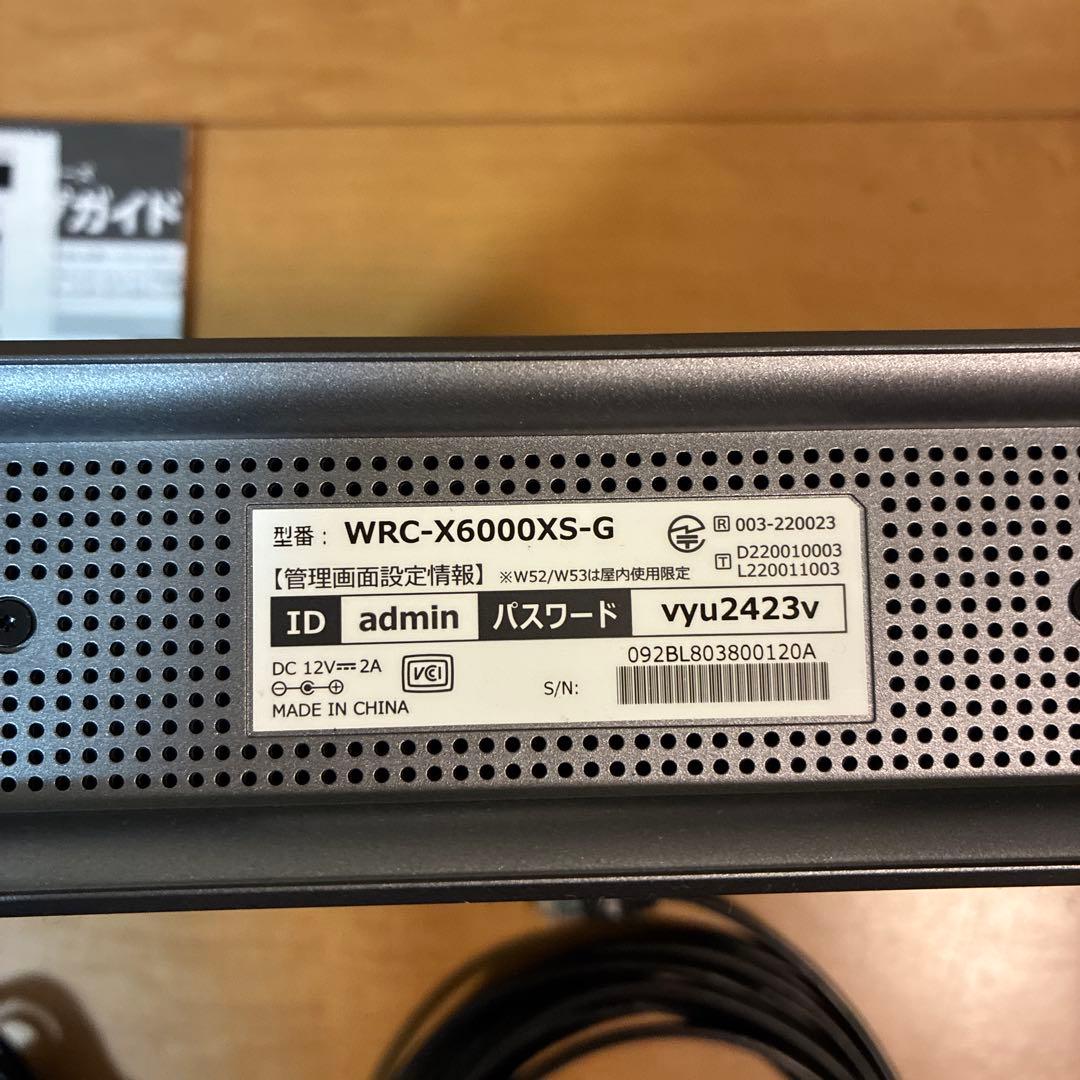 ガイド
型番： WRC-X6000XS-G
R 003-220023
T D220010003
L220011003
【管理画面設定情報】 ※W52/W53は屋内使用限定
ID admin パスワード vyu2423v
DC 12V⎓2A
VCCI
092BL803800120A
S/N:
MADE IN CHINA